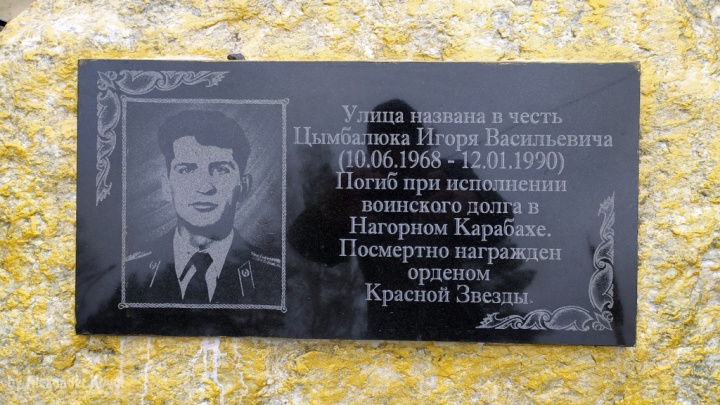 Улица названа в честь
Цымбалюка Игоря Васильевича
(10.06.1968 - 12.01.1990)
Погиб при исполнении
воинского долга в
Нагорном Карабахе.
Посмертно награжден
орденом
Красной Звезды.